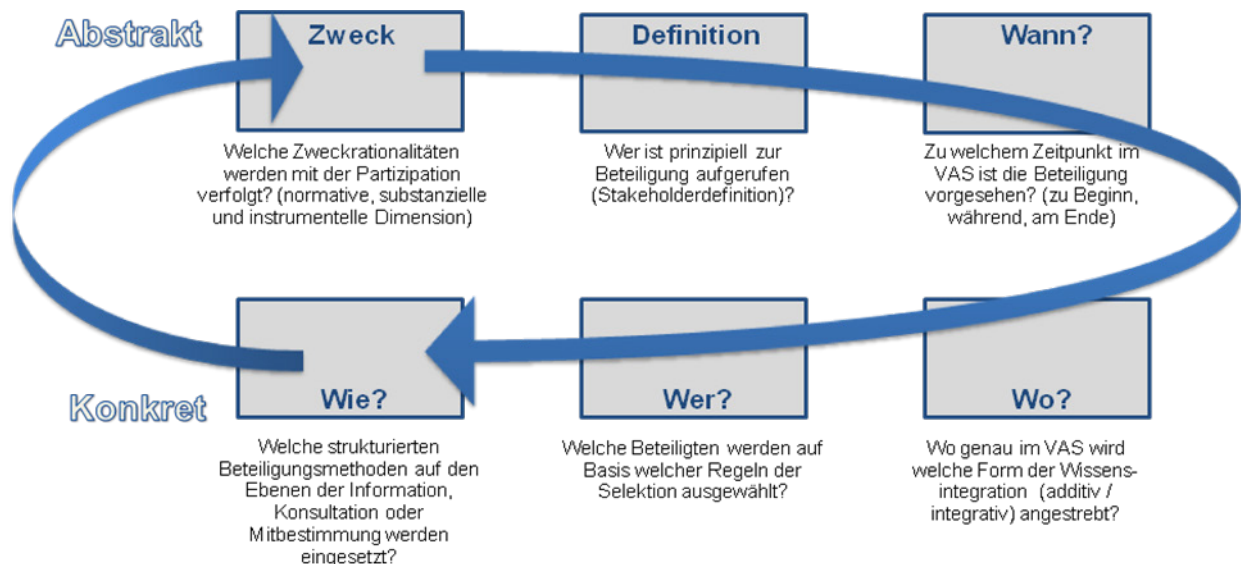 Abstrakt
Zweck
Definition
Wann?
Welche Zweckrationalitäten
werden mit der Partizipation
verfolgt? (normative, substanzielle
und instrumentelle Dimension)
Wer ist prinzipiell zur
Beteiligung aufgerufen
(Stakeholderdefinition)?
Zu welchem Zeitpunkt im
VAS ist die Beteiligung
vorgesehen? (zu Beginn,
während, am Ende)
Konkret
Wie?
Wer?
Wo?
Welche strukturierten
Beteiligungsmethoden auf den
Ebenen der Information,
Konsultation oder
Mitbestimmung werden
eingesetzt?
Welche Beteiligten werden auf
Basis welcher Regeln der
Selektion ausgewählt?
Wo genau im VAS wird
welche Form der Wissens-
integration (additiv /
integrativ) angestrebt?